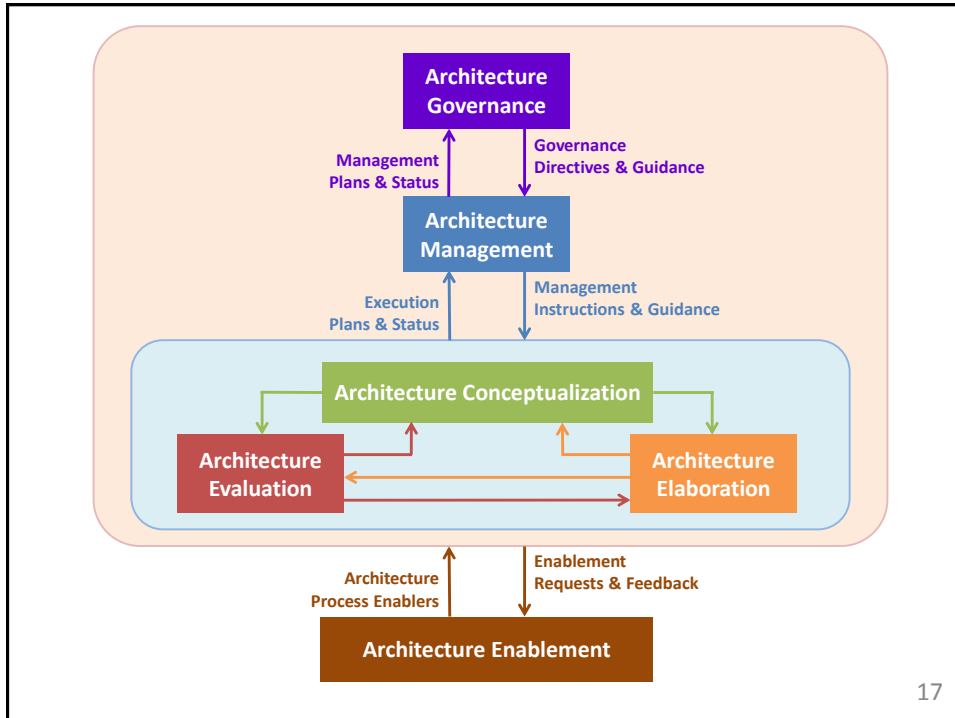 Architecture
Governance
Management
Plans & Status
Governance
Directives & Guidance
Architecture
Management
Execution
Plans & Status
Management
Instructions & Guidance
Architecture Conceptualization
Architecture
Evaluation
Architecture
Elaboration
Architecture
Process Enablers
Enablement
Requests & Feedback
Architecture Enablement
17